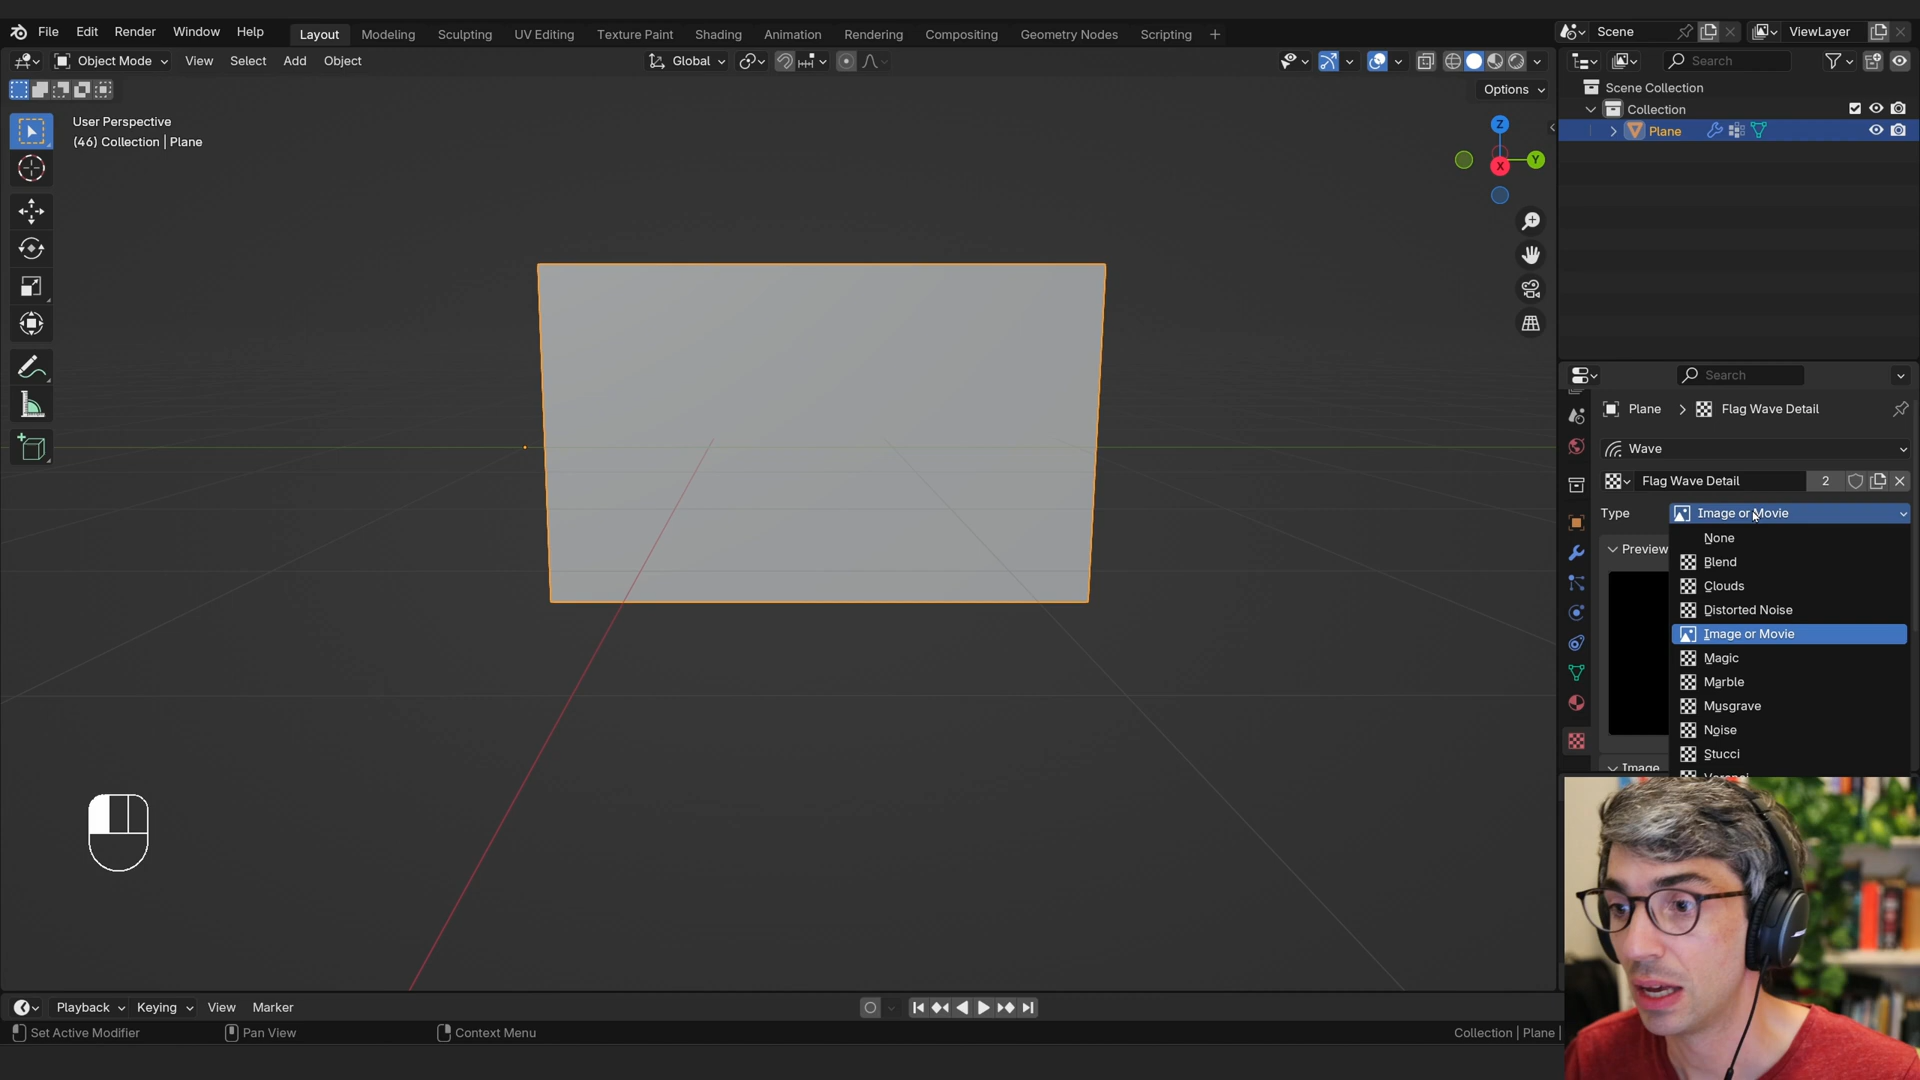 File Edit Render Window Help Layout Modeling Sculpting UV Editing Texture Paint Shading Animation Rendering Compositing Geometry Nodes Scripting + Scene ViewLayer
Object Mode View Select Add Object Global Search
Options
Scene Collection
Collection
Plane
User Perspective
(46) Collection | Plane
Z
Y
X
Search
Plane Flag Wave Detail
Wave
Flag Wave Detail 2
Type Image or Movie
None
Preview
Blend
Clouds
Distorted Noise
Image or Movie
Magic
Marble
Musgrave
Noise
Stucci
Image
Voronoi
Playback Keying View Marker
Set Active Modifier Pan View Context Menu Collection | Plane |